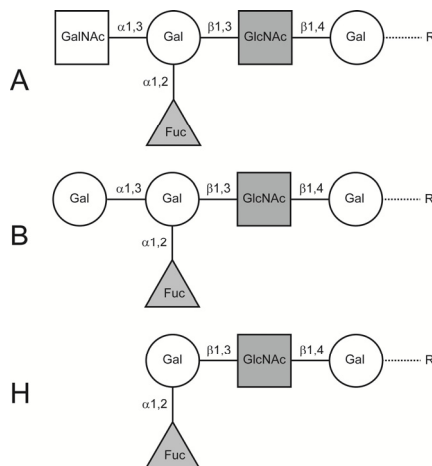 GalNAc α1,3 Gal β1,3 GlcNAc β1,4 Gal R
A
α1,2
Fuc
Gal α1,3 Gal β1,3 GlcNAc β1,4 Gal R
B
α1,2
Fuc
Gal β1,3 GlcNAc β1,4 Gal R
H
α1,2
Fuc